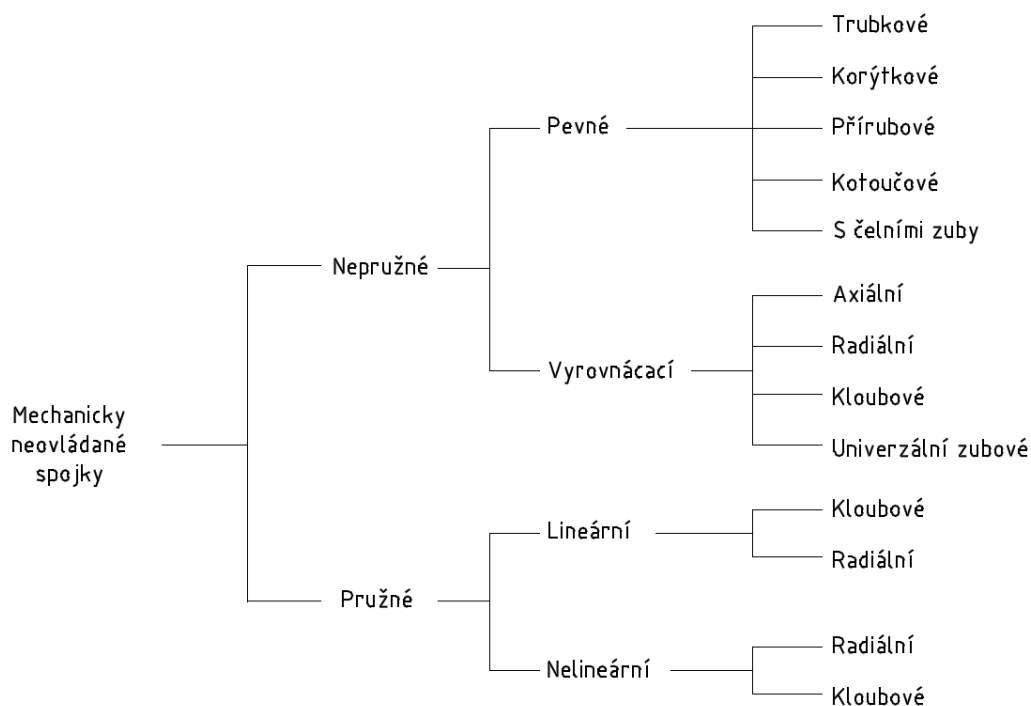 Trubkové
Korýtkové
Pevné
Přírubové
Kotoučové
S čelními zuby
Nepružné
Axiální
Radiální
Vyrovnácací
Kloubové
Univerzální zubové
Mechanicky
neovládané
spojky
Kloubové
Lineární
Radiální
Pružné
Radiální
Nelineární
Kloubové